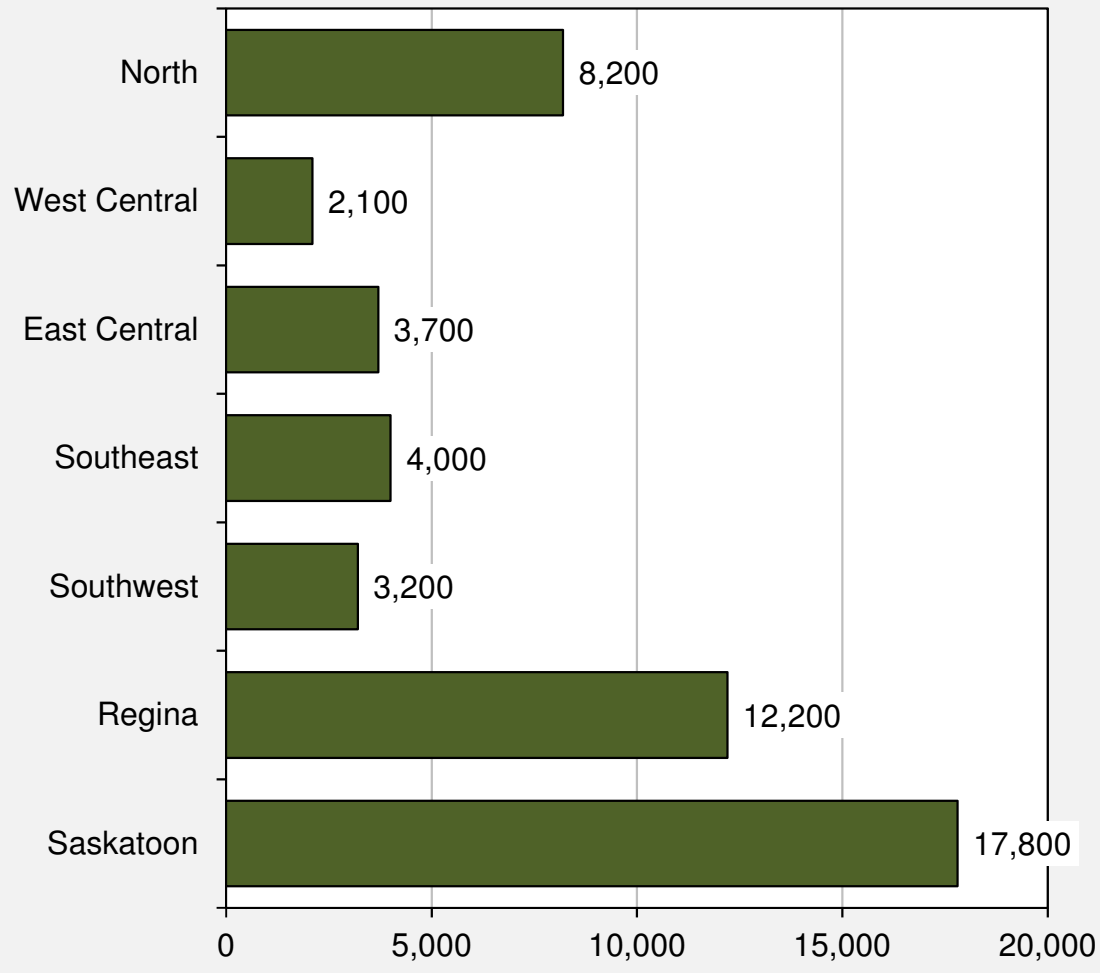 North
8,200
West Central
2,100
East Central
3,700
Southeast
4,000
Southwest
3,200
Regina
12,200
Saskatoon
17,800
0 5,000 10,000 15,000 20,000